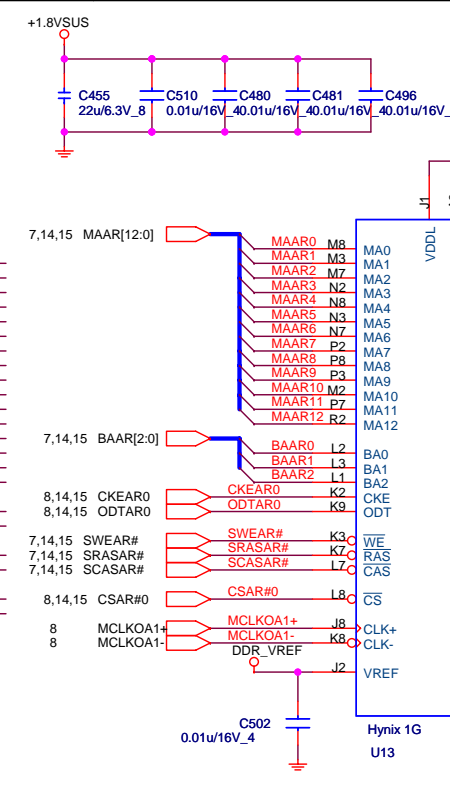 +1.8VSUS
C455 C510 C480 C481 C496
22u/6.3V_8 0.01u/16V_4 0.01u/16V_4 0.01u/16V_4 0.01u/16V_
J1
VDDL
7,14,15 MAAR[12:0]
MAAR0 M8 MA0
MAAR1 M3 MA1
MAAR2 M7 MA2
MAAR3 N2 MA3
MAAR4 N8 MA4
MAAR5 N3 MA5
MAAR6 N7 MA6
MAAR7 P2 MA7
MAAR8 P8 MA8
MAAR9 P3 MA9
MAAR10 M2 MA10
MAAR11 P7 MA11
MAAR12 R2 MA12
7,14,15 BAAR[2:0]
BAAR0 L2 BA0
BAAR1 L3 BA1
BAAR2 L1 BA2
8,14,15 CKEAR0 CKEAR0 K2 CKE
8,14,15 ODTAR0 ODTAR0 K9 ODT
7,14,15 SWEAR# SWEAR# K3 WE
7,14,15 SRASAR# SRASAR# K7 RAS
7,14,15 SCASAR# SCASAR# L7 CAS
8,14,15 CSAR#0 CSAR#0 L8 CS
8 MCLKOA1+ MCLKOA1+ J8 CLK+
8 MCLKOA1- MCLKOA1- K8 CLK-
DDR_VREF
J2 VREF
C502
0.01u/16V_4
Hynix 1G
U13